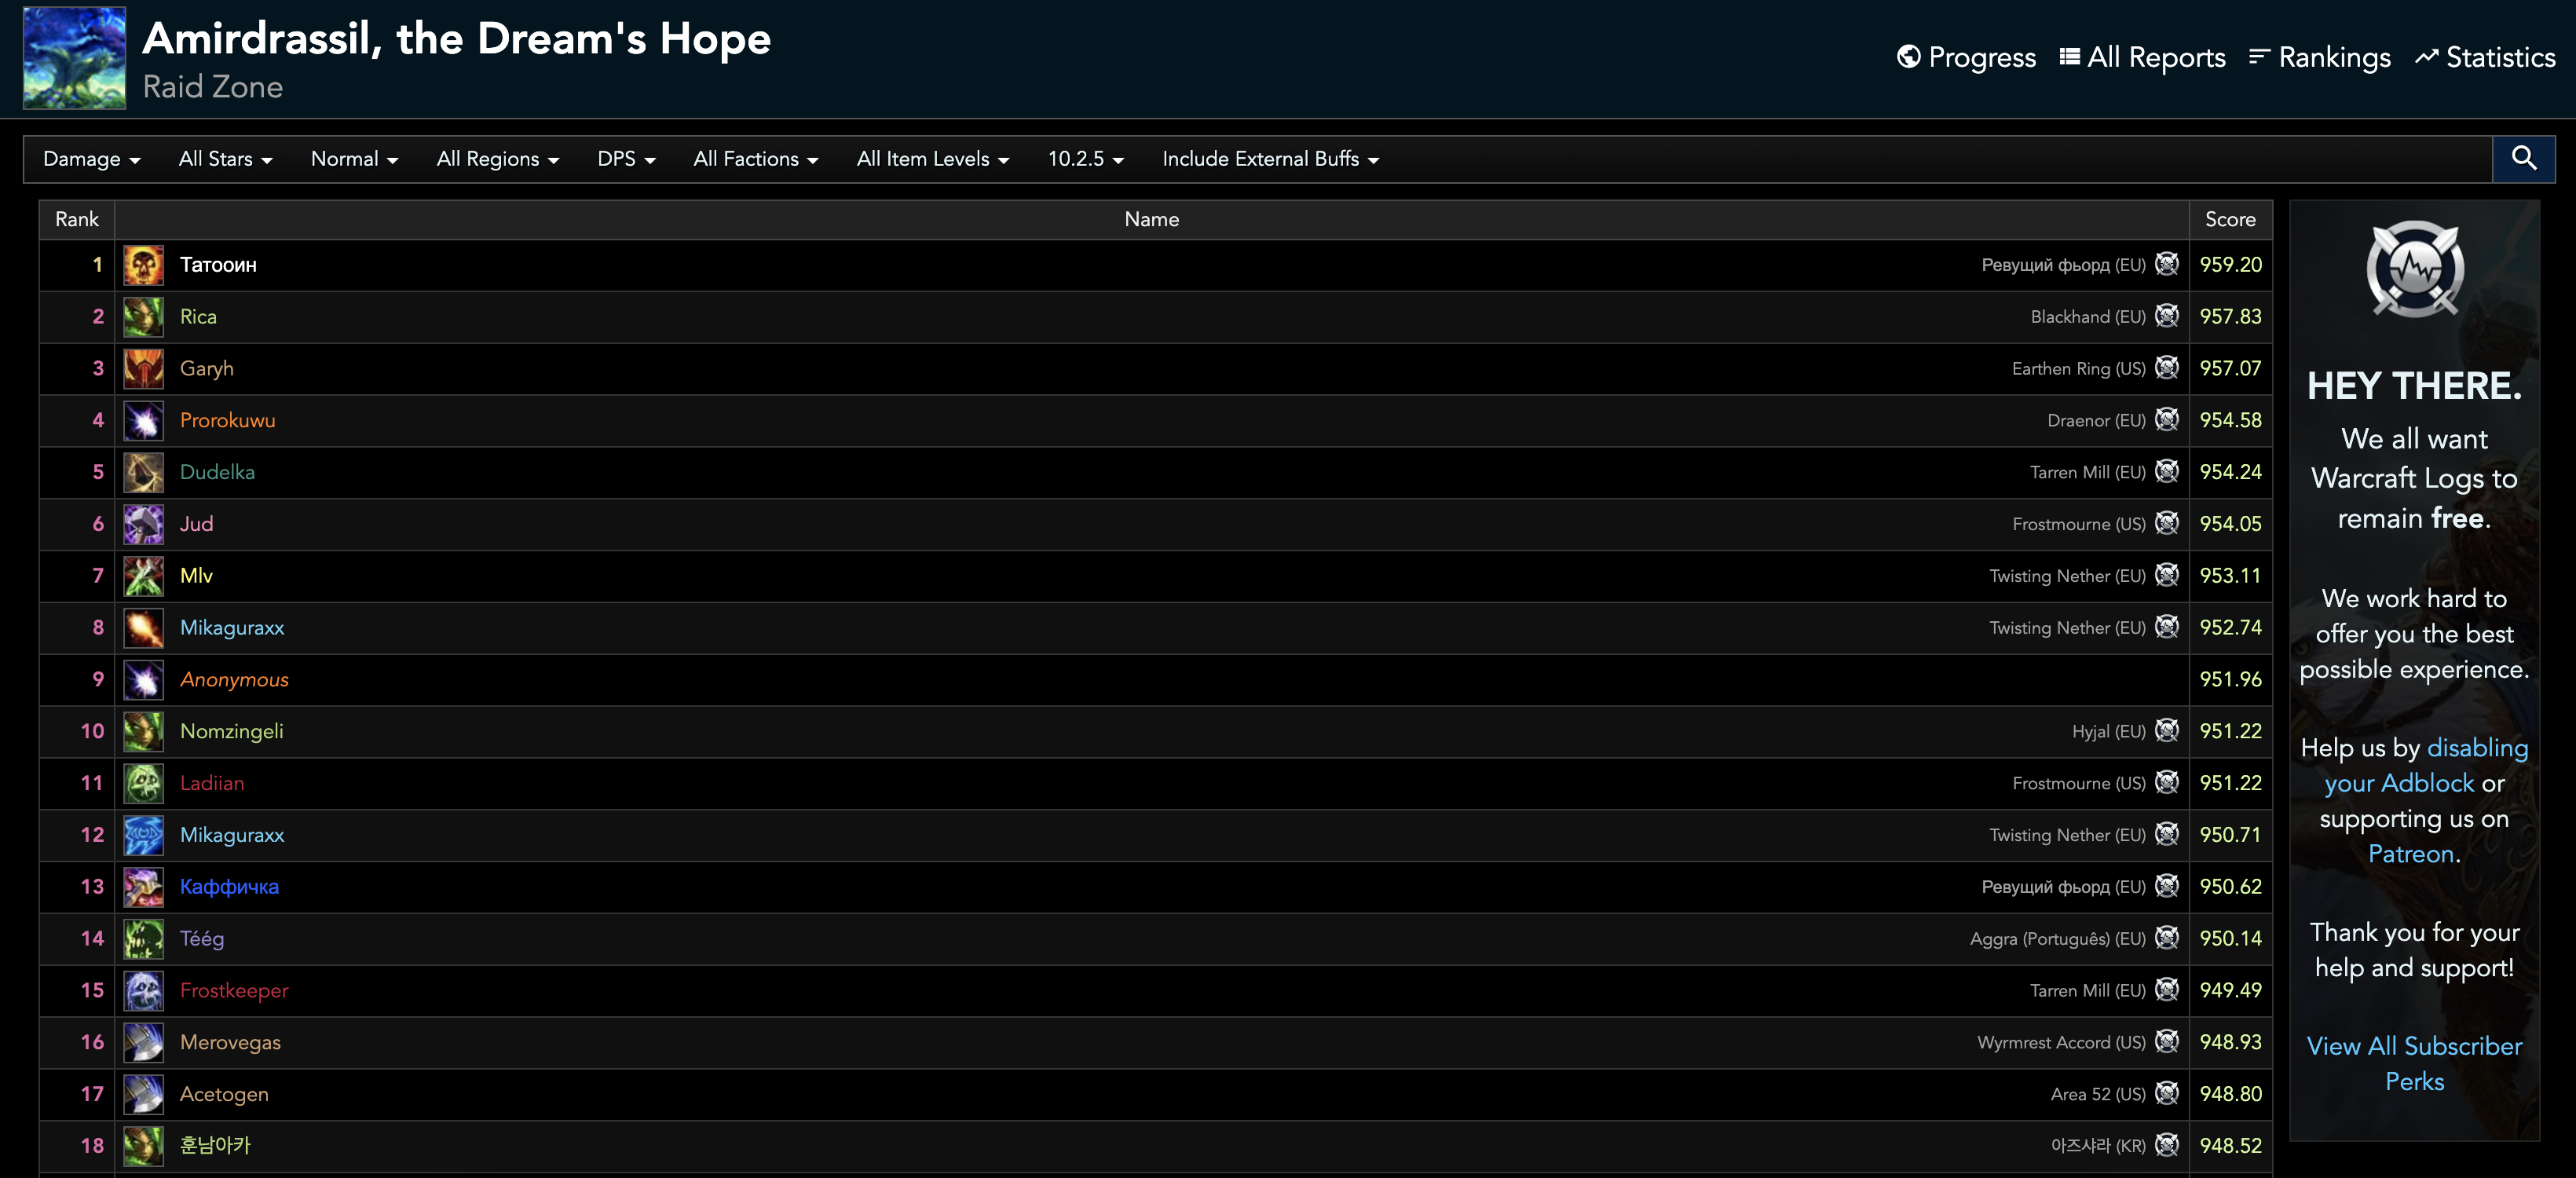 Amirdrassil, the Dream's Hope
Raid Zone
Progress All Reports Rankings Statistics
Damage All Stars Normal All Regions DPS All Factions All Item Levels 10.2.5 Include External Buffs
Rank Name Score
1 Татооин Ревущий фьорд (EU) 959.20
2 Rica Blackhand (EU) 957.83
3 Garyh Earthen Ring (US) 957.07
4 Prorokuwu Draenor (EU) 954.58
5 Dudelka Tarren Mill (EU) 954.24
6 Jud Frostmourne (US) 954.05
7 Mlv Twisting Nether (EU) 953.11
8 Mikaguraxx Twisting Nether (EU) 952.74
9 Anonymous 951.96
10 Nomzingeli Hyjal (EU) 951.22
11 Ladiian Frostmourne (US) 951.22
12 Mikaguraxx Twisting Nether (EU) 950.71
13 Каффичка Ревущий фьорд (EU) 950.62
14 Téég Aggra (Português) (EU) 950.14
15 Frostkeeper Tarren Mill (EU) 949.49
16 Merovegas Wyrmrest Accord (US) 948.93
17 Acetogen Area 52 (US) 948.80
18 훈남아카 아즈샤라 (KR) 948.52
HEY THERE.
We all want
Warcraft Logs to
remain free.
We work hard to
offer you the best
possible experience.
Help us by disabling
your Adblock or
supporting us on
Patreon.
Thank you for your
help and support!
View All Subscriber
Perks